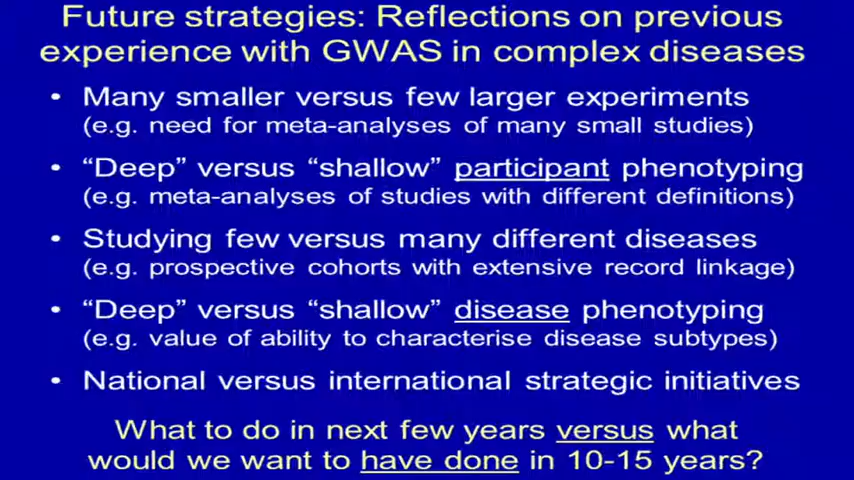 Future strategies: Reflections on previous
experience with GWAS in complex diseases
• Many smaller versus few larger experiments
(e.g. need for meta-analyses of many small studies)
• “Deep” versus “shallow” participant phenotyping
(e.g. meta-analyses of studies with different definitions)
• Studying few versus many different diseases
(e.g. prospective cohorts with extensive record linkage)
• “Deep” versus “shallow” disease phenotyping
(e.g. value of ability to characterise disease subtypes)
• National versus international strategic initiatives
What to do in next few years versus what
would we want to have done in 10-15 years?